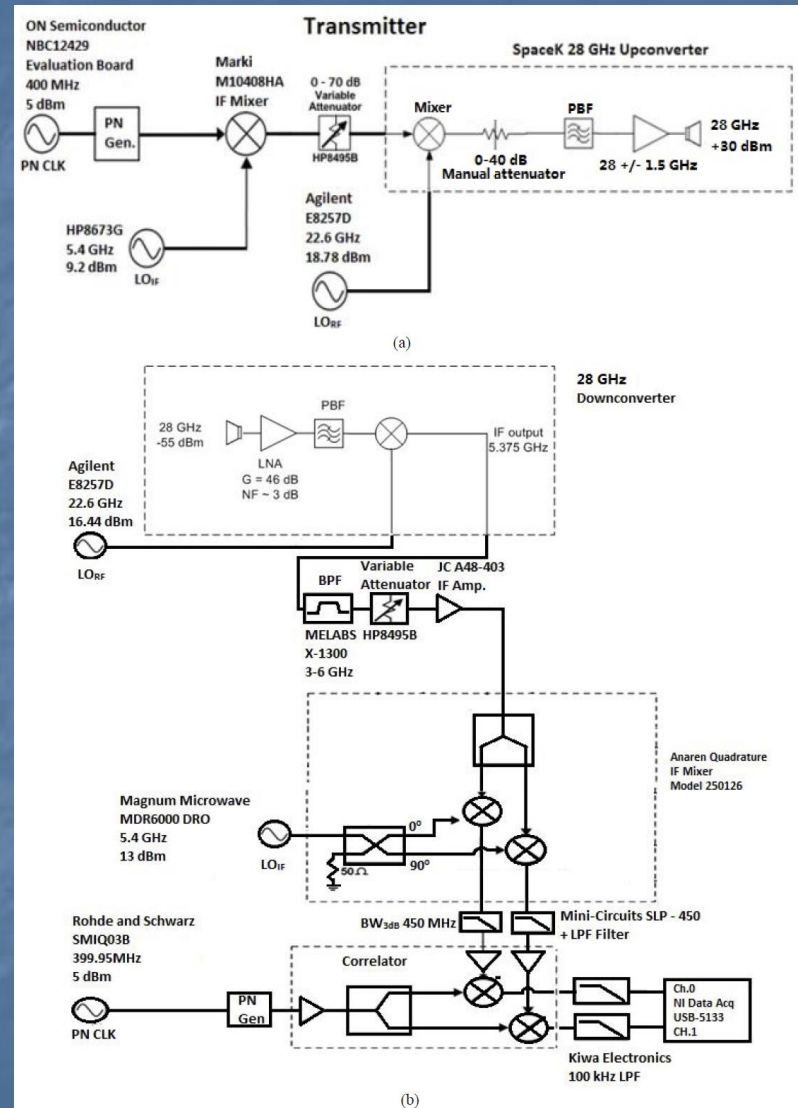 Transmitter
ON Semiconductor
NBC12429
Evaluation Board
400 MHz
5 dBm
PN CLK
PN
Gen.
Marki
M10408HA
IF Mixer
0 - 70 dB
Variable
Attenuator
HP8495B
HP8673G
5.4 GHz
9.2 dBm
LOIF
Agilent
E8257D
22.6 GHz
18.78 dBm
LORF
SpaceK 28 GHz Upconverter
Mixer
0-40 dB
Manual attenuator
PBF
28 +/- 1.5 GHz
28 GHz
+30 dBm
(a)
28 GHz
Downconverter
28 GHz
-55 dBm
LNA
G = 46 dB
NF ~ 3 dB
PBF
IF output
5.375 GHz
Agilent
E8257D
22.6 GHz
16.44 dBm
LORF
BPF
MELABS
X-1300
3-6 GHz
Variable
Attenuator
HP8495B
JC A48-403
IF Amp.
Anaren Quadrature
IF Mixer
Model 250126
Magnum Microwave
MDR6000 DRO
5.4 GHz
13 dBm
LOIF
0º
90º
50Ω
BW3dB 450 MHz
Mini-Circuits SLP - 450
+ LPF Filter
Rohde and Schwarz
SMIQ03B
399.95MHz
5 dBm
PN CLK
PN
Gen
Correlator
Ch.0
NI Data Acq
USB-5133
CH.1
Kiwa Electronics
100 kHz LPF
(b)